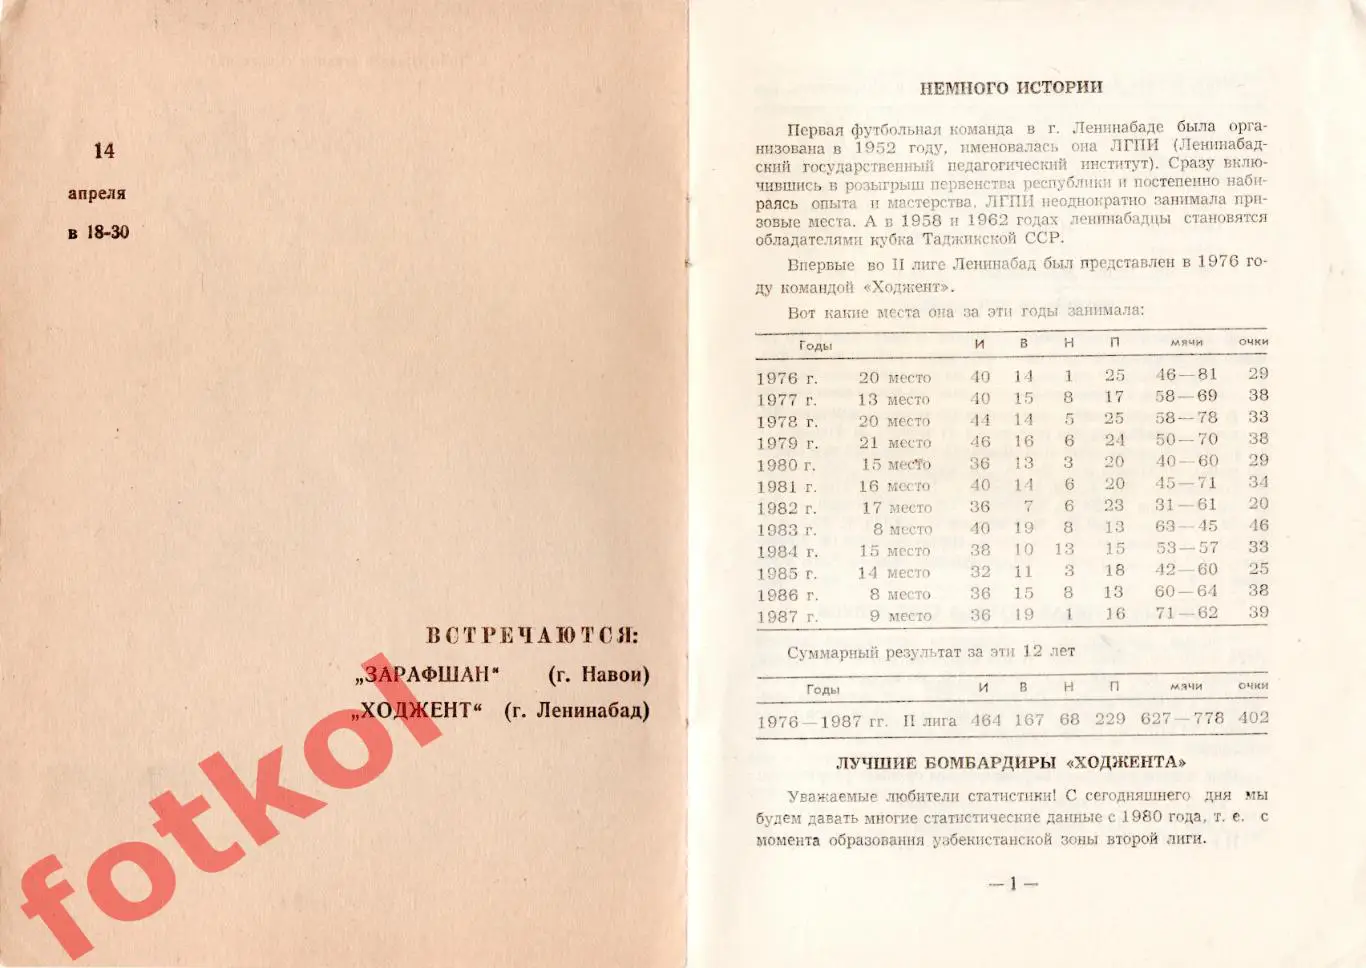 14
апреля
в 18-30
ВСТРЕЧАЮТСЯ:
„ЗАРАФШАН“ (г. Навои)
„ХОДЖЕНТ“ (г. Ленинабад)
fotkol
НЕМНОГО ИСТОРИИ
Первая футбольная команда в г. Ленинабаде была орга-
низована в 1952 году, именовалась она ЛГПИ (Ленинабад-
ский государственный педагогический институт). Сразу вклю-
чившись в розыгрыш первенства республики и постепенно наби-
раясь опыта и мастерства, ЛГПИ неоднократно занимала при-
зовые места. А в 1958 и 1962 годах ленинабадцы становятся
обладателями кубка Таджикской ССР.
Впервые во II лиге Ленинабад был представлен в 1976 го-
ду командой «Ходжент».
Вот какие места она за эти годы занимала:
Годы И В Н П мячи очки
1976 г. 20 место 40 14 1 25 46—81 29
1977 г. 13 место 40 15 8 17 58—69 38
1978 г. 20 место 44 14 5 25 58—78 33
1979 г. 21 место 46 16 6 24 50—70 38
1980 г. 15 место 36 13 3 20 40—60 29
1981 г. 16 место 40 14 6 20 45—71 34
1982 г. 17 место 36 7 6 23 31—61 20
1983 г. 8 место 40 19 8 13 63—45 46
1984 г. 15 место 38 10 13 15 53—57 33
1985 г. 14 место 32 11 3 18 42—60 25
1986 г. 8 место 36 15 8 13 60—64 38
1987 г. 9 место 36 19 1 16 71—62 39
Суммарный результат за эти 12 лет
Годы И В Н П мячи очки
1976—1987 гг. II лига 464 167 68 229 627—778 402
ЛУЧШИЕ БОМБАРДИРЫ «ХОДЖЕНТА»
Уважаемые любители статистики! С сегодняшнего дня мы
будем давать многие статистические данные с 1980 года, т. е. с
момента образования узбекистанской зоны второй лиги.
—1—